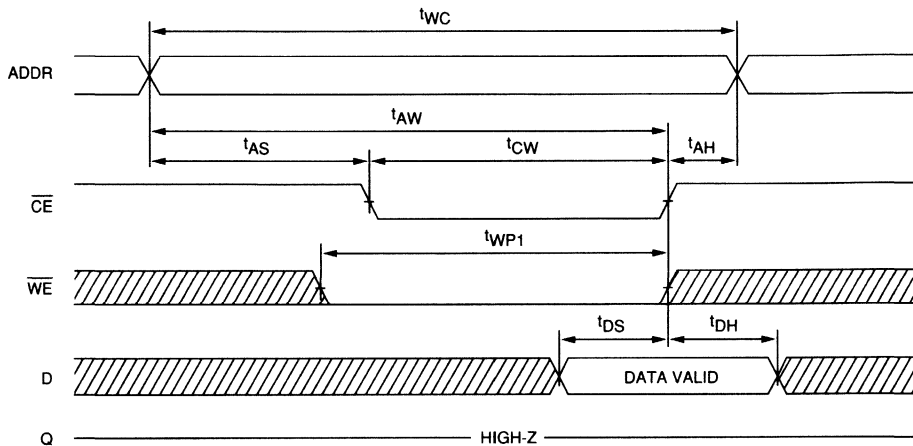 tWC
ADDR
tAW
tAS tCW tAH
CE
tWP1
WE
tDS tDH
D DATA VALID
Q HIGH-Z